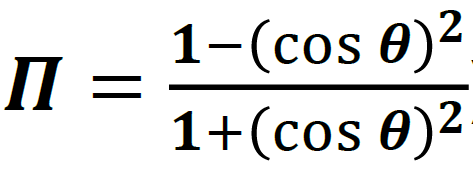 𝜫 = (1−(cos 𝜽)²)/(1+(cos 𝜽)²)